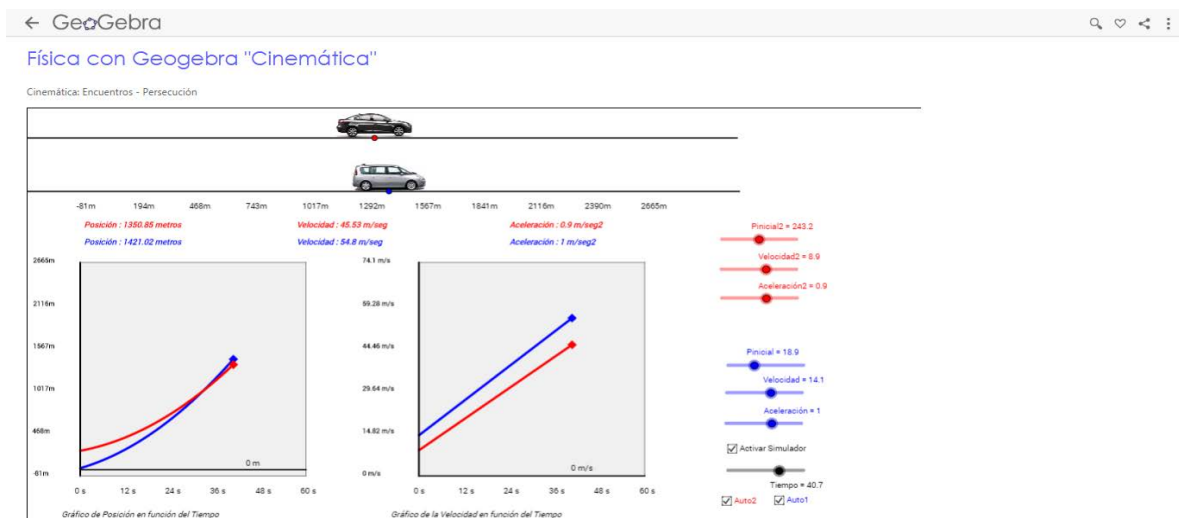 GeoGebra
Física con Geogebra "Cinemática"
Cinemática: Encuentros - Persecución
-81m 194m 468m 743m 1017m 1292m 1567m 1841m 2116m 2390m 2665m
Posición : 1350.85 metros Velocidad : 45.53 m/seg Aceleración : 0.9 m/seg2
Posición : 1421.02 metros Velocidad : 54.8 m/seg Aceleración : 1 m/seg2
Pinicial2 = 243.2
Velocidad2 = 8.9
Aceleración2 = 0.9
2665m
2116m
1567m
1017m
468m
-81m
0 m
0 s 12 s 24 s 36 s 48 s 60 s
Gráfico de Posición en función del Tiempo
74.1 m/s
59.28 m/s
44.46 m/s
29.64 m/s
14.82 m/s
0 m/s
0 m/s
0 s 12 s 24 s 36 s 48 s 60 s
Gráfico de la Velocidad en función del Tiempo
Pinicial = 18.9
Velocidad = 14.1
Aceleración = 1
Activar Simulador
Tiempo = 40.7
Auto2 Auto1